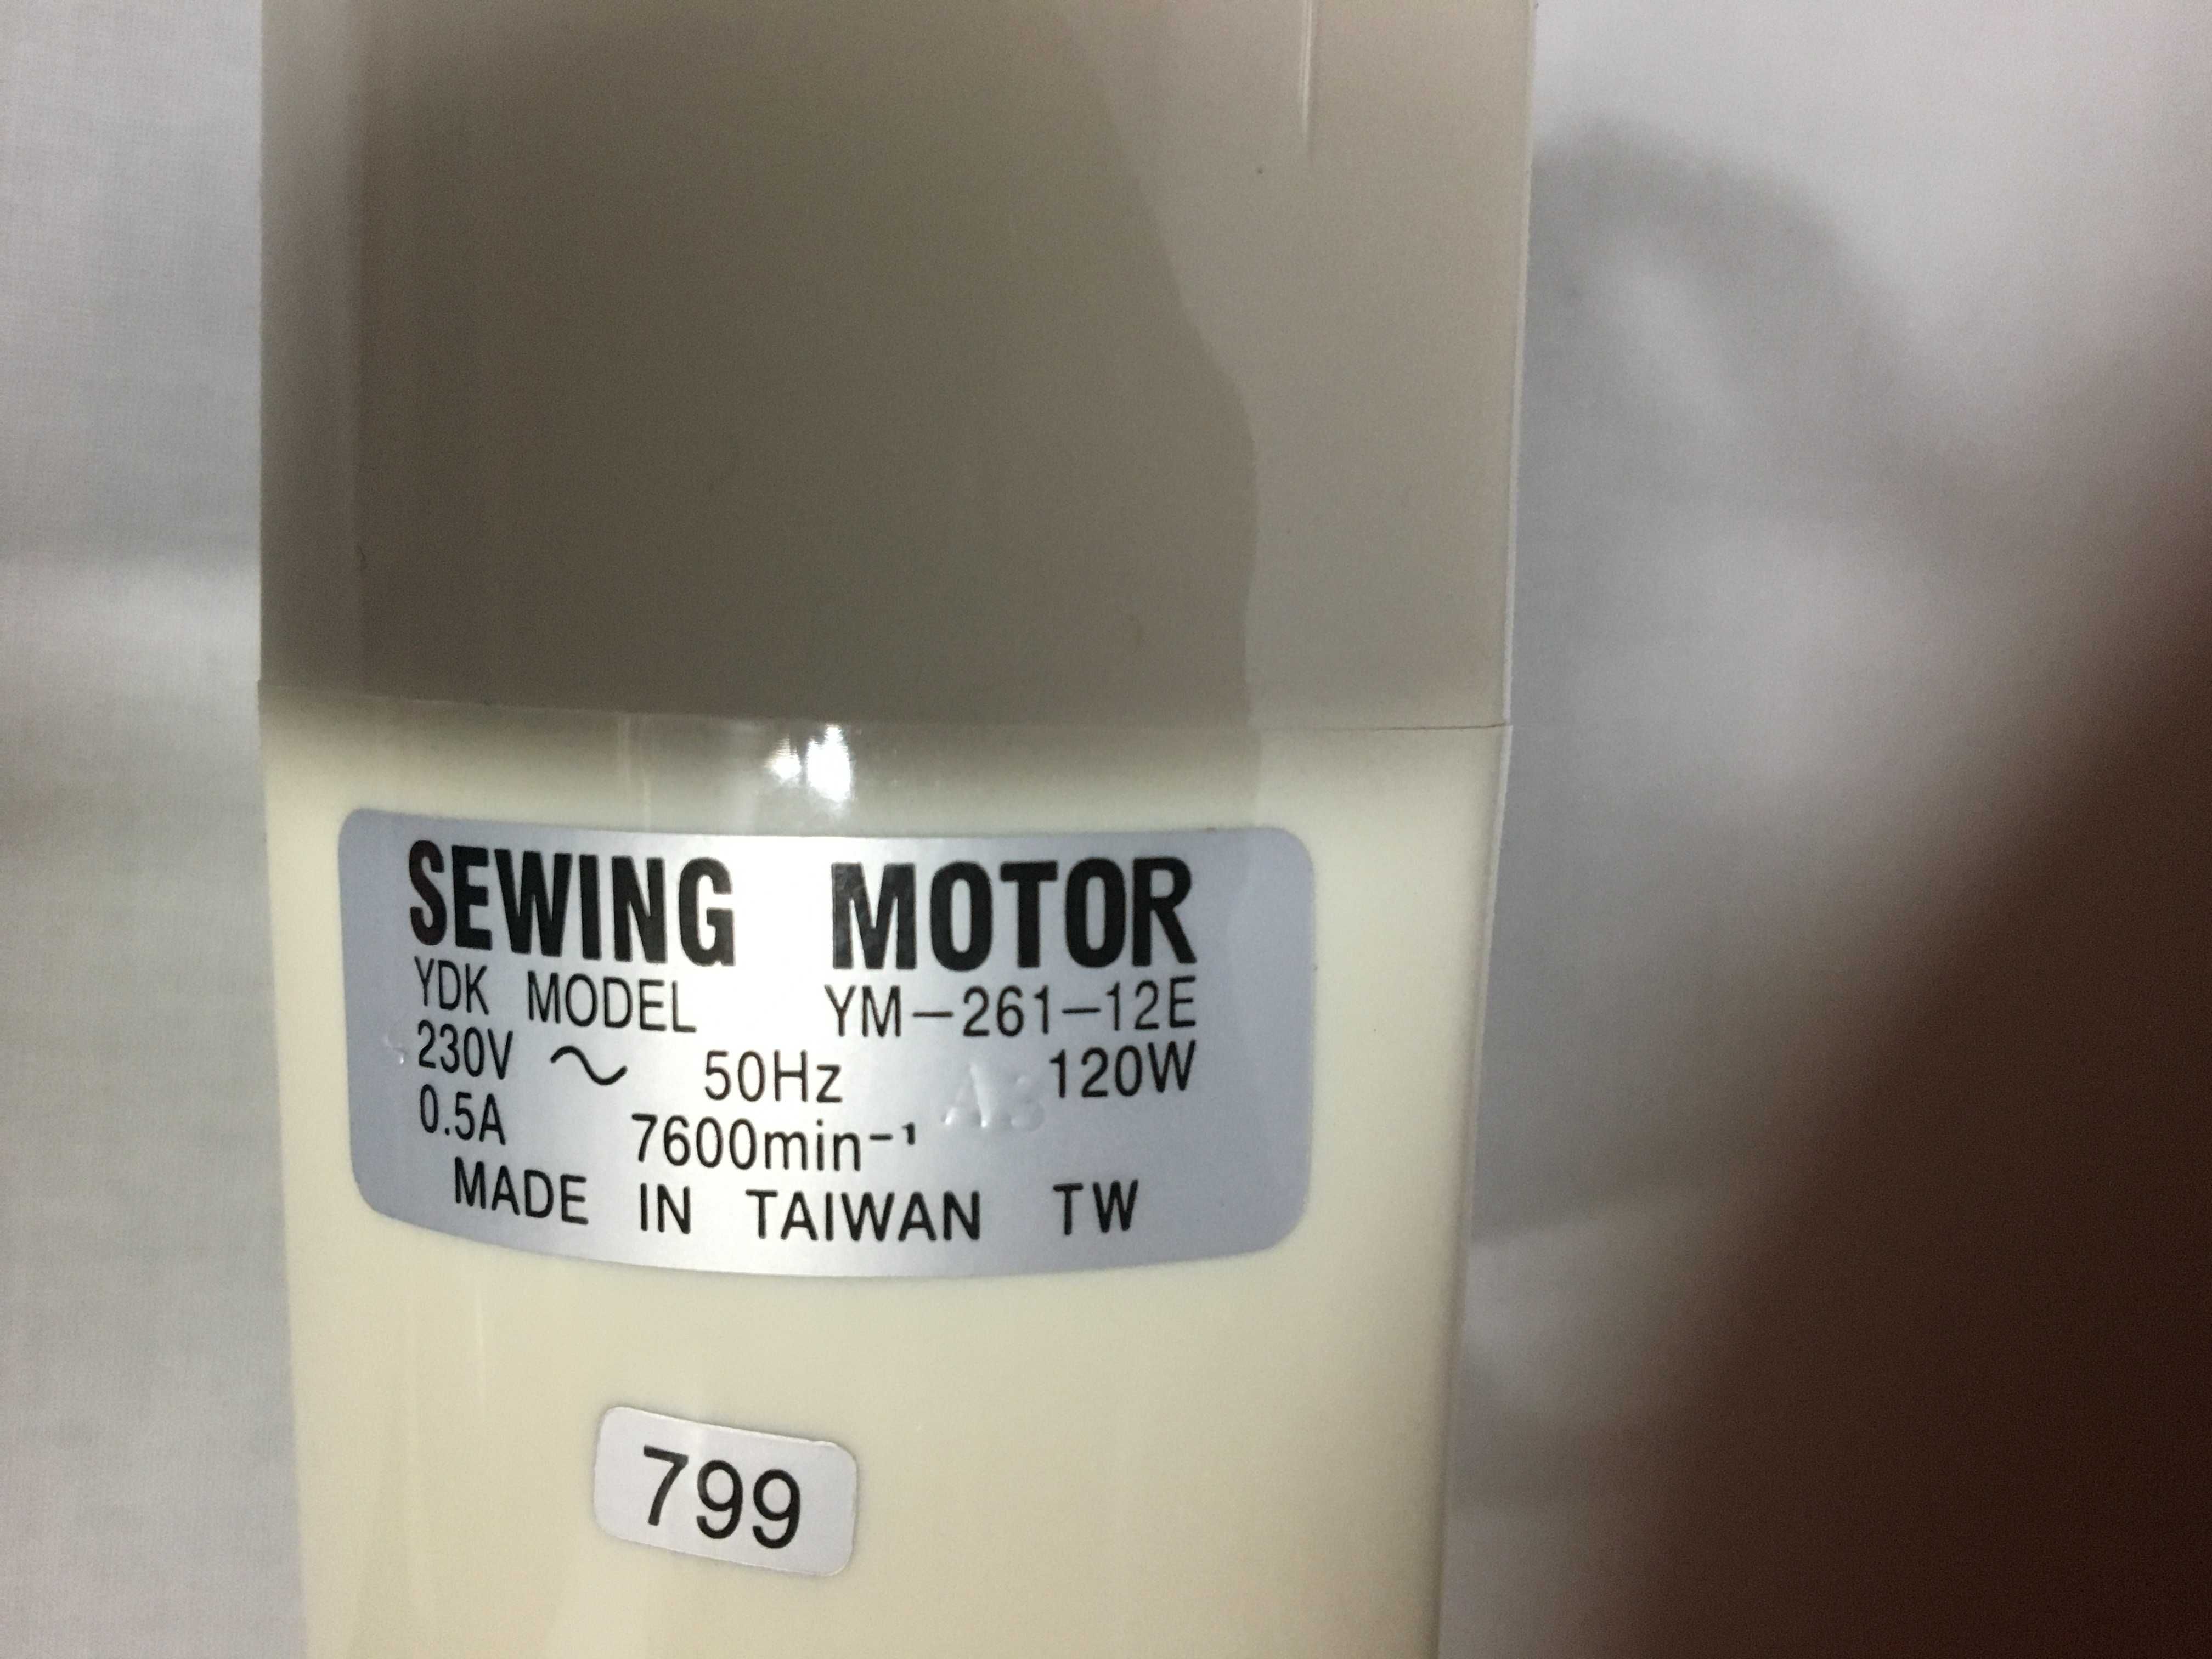 SEWING MOTOR
YDK MODEL YM-261-12E
230V ~ 50Hz 120W
0.5A 7600min⁻¹
MADE IN TAIWAN TW
799